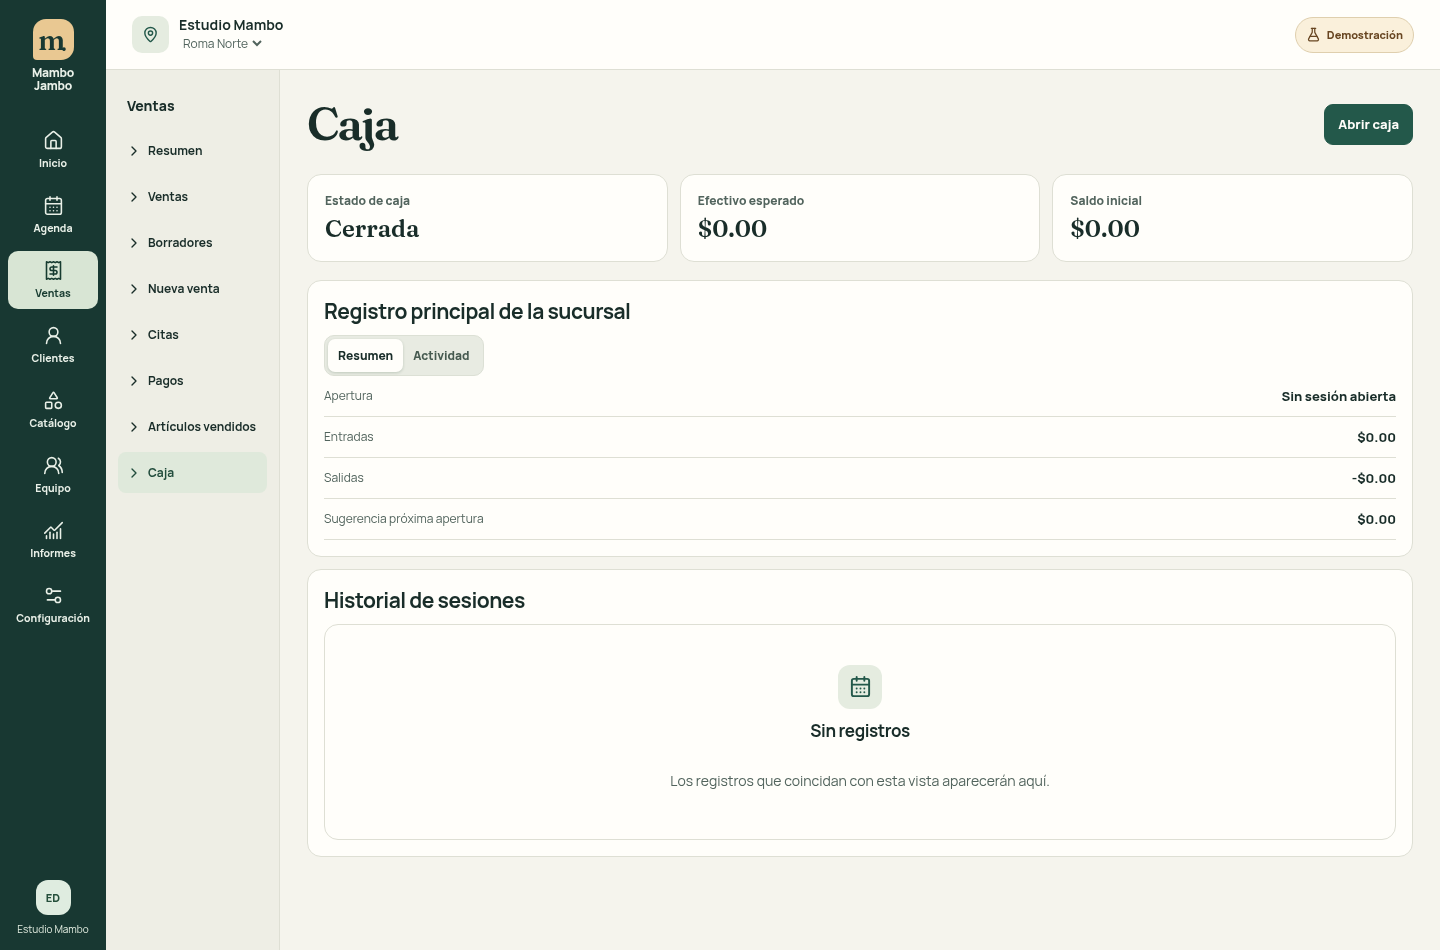 m.
Mambo
Jambo
Inicio
Agenda
Ventas
Clientes
Catálogo
Equipo
Informes
Configuración
ED
Estudio Mambo
Estudio Mambo
Roma Norte
Demostración
Ventas
Resumen
Ventas
Borradores
Nueva venta
Citas
Pagos
Artículos vendidos
Caja
Caja
Abrir caja
Estado de caja
Cerrada
Efectivo esperado
$0.00
Saldo inicial
$0.00
Registro principal de la sucursal
Resumen Actividad
Apertura Sin sesión abierta
Entradas $0.00
Salidas -$0.00
Sugerencia próxima apertura $0.00
Historial de sesiones
Sin registros
Los registros que coincidan con esta vista aparecerán aquí.